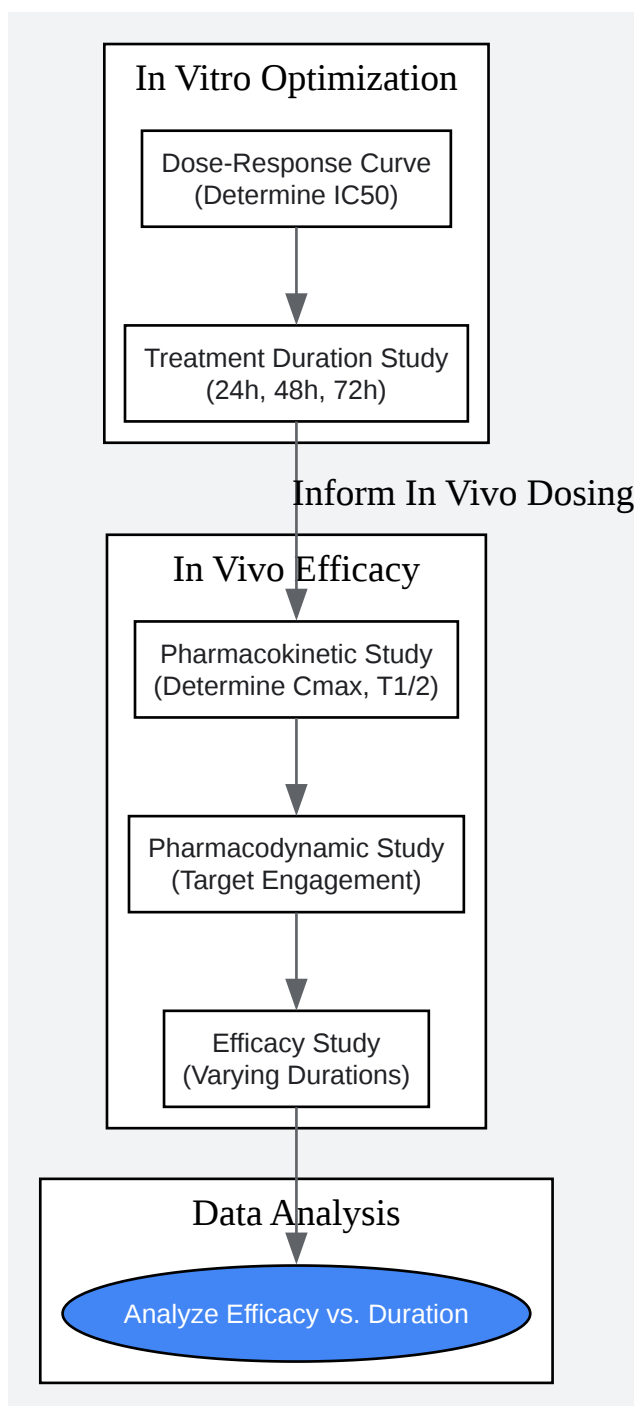 In Vitro Optimization
Dose-Response Curve
(Determine IC50)
Treatment Duration Study
(24h, 48h, 72h)
Inform In Vivo Dosing
In Vivo Efficacy
Pharmacokinetic Study
(Determine Cmax, T1/2)
Pharmacodynamic Study
(Target Engagement)
Efficacy Study
(Varying Durations)
Data Analysis
Analyze Efficacy vs. Duration